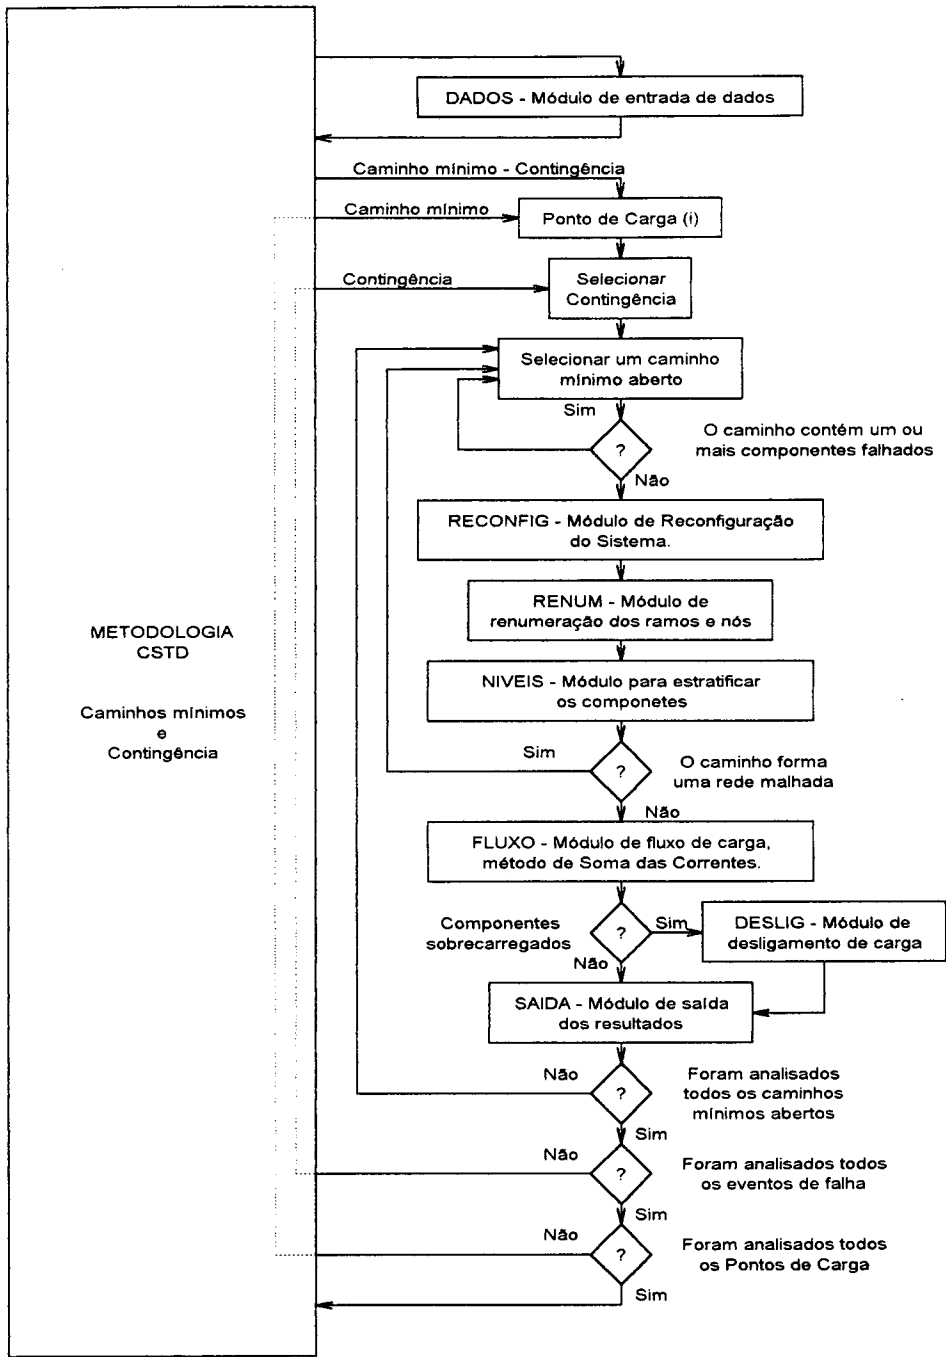 DADOS - Módulo de entrada de dados
Caminho mínimo - Contingência
Caminho mínimo
Ponto de Carga (i)
Contingência
Selecionar
Contingência
Selecionar um caminho
mínimo aberto
Sim
?
O caminho contém um ou
mais componentes falhados
Não
RECONFIG - Módulo de Reconfiguração
do Sistema.
RENUM - Módulo de
renumeração dos ramos e nós
METODOLOGIA
CSTD
Caminhos mínimos
e
Contingência
NIVEIS - Módulo para estratificar
os componetes
Sim
?
O caminho forma
uma rede malhada
Não
FLUXO - Módulo de fluxo de carga,
método de Soma das Correntes.
Componentes
sobrecarregados
?
Sim
DESLIG - Módulo de
desligamento de carga
Não
SAIDA - Módulo de saída
dos resultados
Não
?
Foram analisados
todos os caminhos
mínimos abertos
Sim
Não
?
Foram analisados todos
os eventos de falha
Sim
Não
?
Foram analisados todos
os Pontos de Carga
Sim